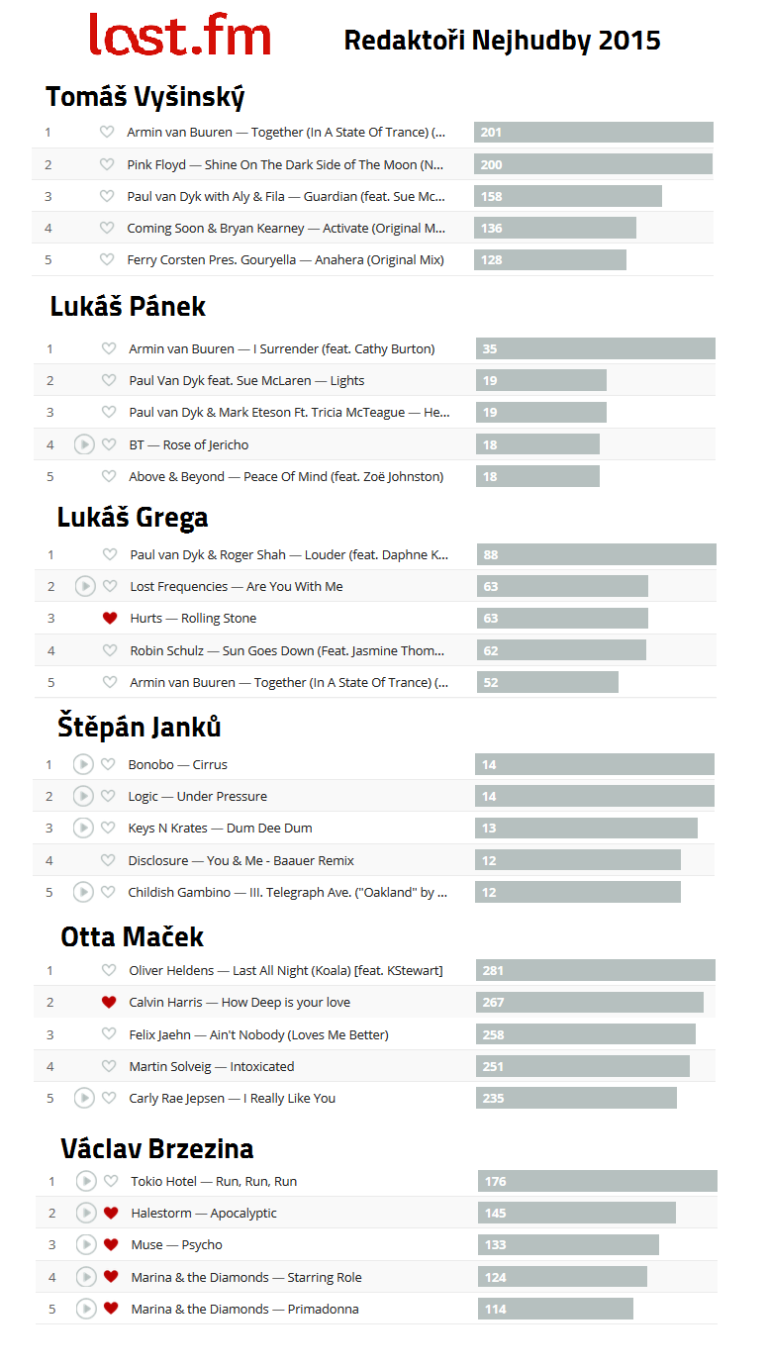 last.fm
Redaktoři Nejhudby 2015
Tomáš Vyšinský
1 Armin van Buuren — Together (In A State Of Trance) (... 201
2 Pink Floyd — Shine On The Dark Side of The Moon (N... 200
3 Paul van Dyk with Aly & Fila — Guardian (feat. Sue Mc... 158
4 Coming Soon & Bryan Kearney — Activate (Original M... 136
5 Ferry Corsten Pres. Gouryella — Anahera (Original Mix) 128
Lukáš Pánek
1 Armin van Buuren — I Surrender (feat. Cathy Burton) 35
2 Paul Van Dyk feat. Sue McLaren — Lights 19
3 Paul van Dyk & Mark Eteson Ft. Tricia McTeague — He... 19
4 BT — Rose of Jericho 18
5 Above & Beyond — Peace Of Mind (feat. Zoë Johnston) 18
Lukáš Grega
1 Paul van Dyk & Roger Shah — Louder (feat. Daphne K... 88
2 Lost Frequencies — Are You With Me 63
3 Hurts — Rolling Stone 63
4 Robin Schulz — Sun Goes Down (Feat. Jasmine Thom... 62
5 Armin van Buuren — Together (In A State Of Trance) (... 52
Štěpán Janků
1 Bonobo — Cirrus 14
2 Logic — Under Pressure 14
3 Keys N Krates — Dum Dee Dum 13
4 Disclosure — You & Me - Baauer Remix 12
5 Childish Gambino — III. Telegraph Ave. ("Oakland" by ... 12
Otta Maček
1 Oliver Heldens — Last All Night (Koala) [feat. KStewart] 281
2 Calvin Harris — How Deep is your love 267
3 Felix Jaehn — Ain't Nobody (Loves Me Better) 258
4 Martin Solveig — Intoxicated 251
5 Carly Rae Jepsen — I Really Like You 235
Václav Brzezina
1 Tokio Hotel — Run, Run, Run 176
2 Halestorm — Apocalyptic 145
3 Muse — Psycho 133
4 Marina & the Diamonds — Starring Role 124
5 Marina & the Diamonds — Primadonna 114